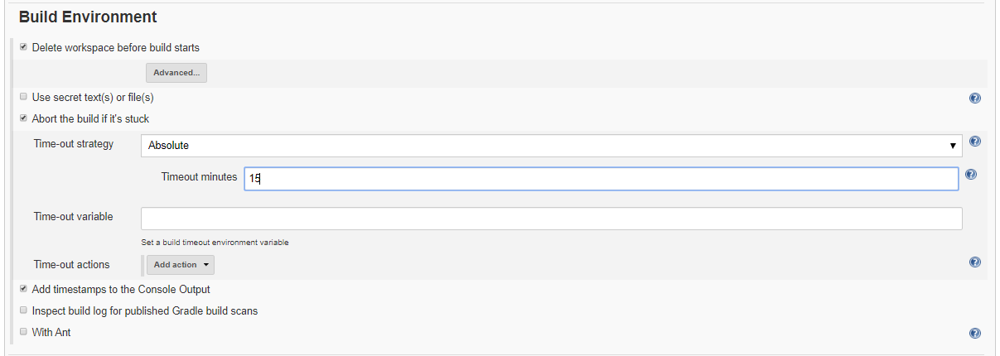 Build Environment
Delete workspace before build starts
Advanced...
Use secret text(s) or file(s)
Abort the build if it's stuck
Time-out strategy
Absolute
Timeout minutes
15
Time-out variable
Set a build timeout environment variable
Time-out actions
Add action
Add timestamps to the Console Output
Inspect build log for published Gradle build scans
With Ant